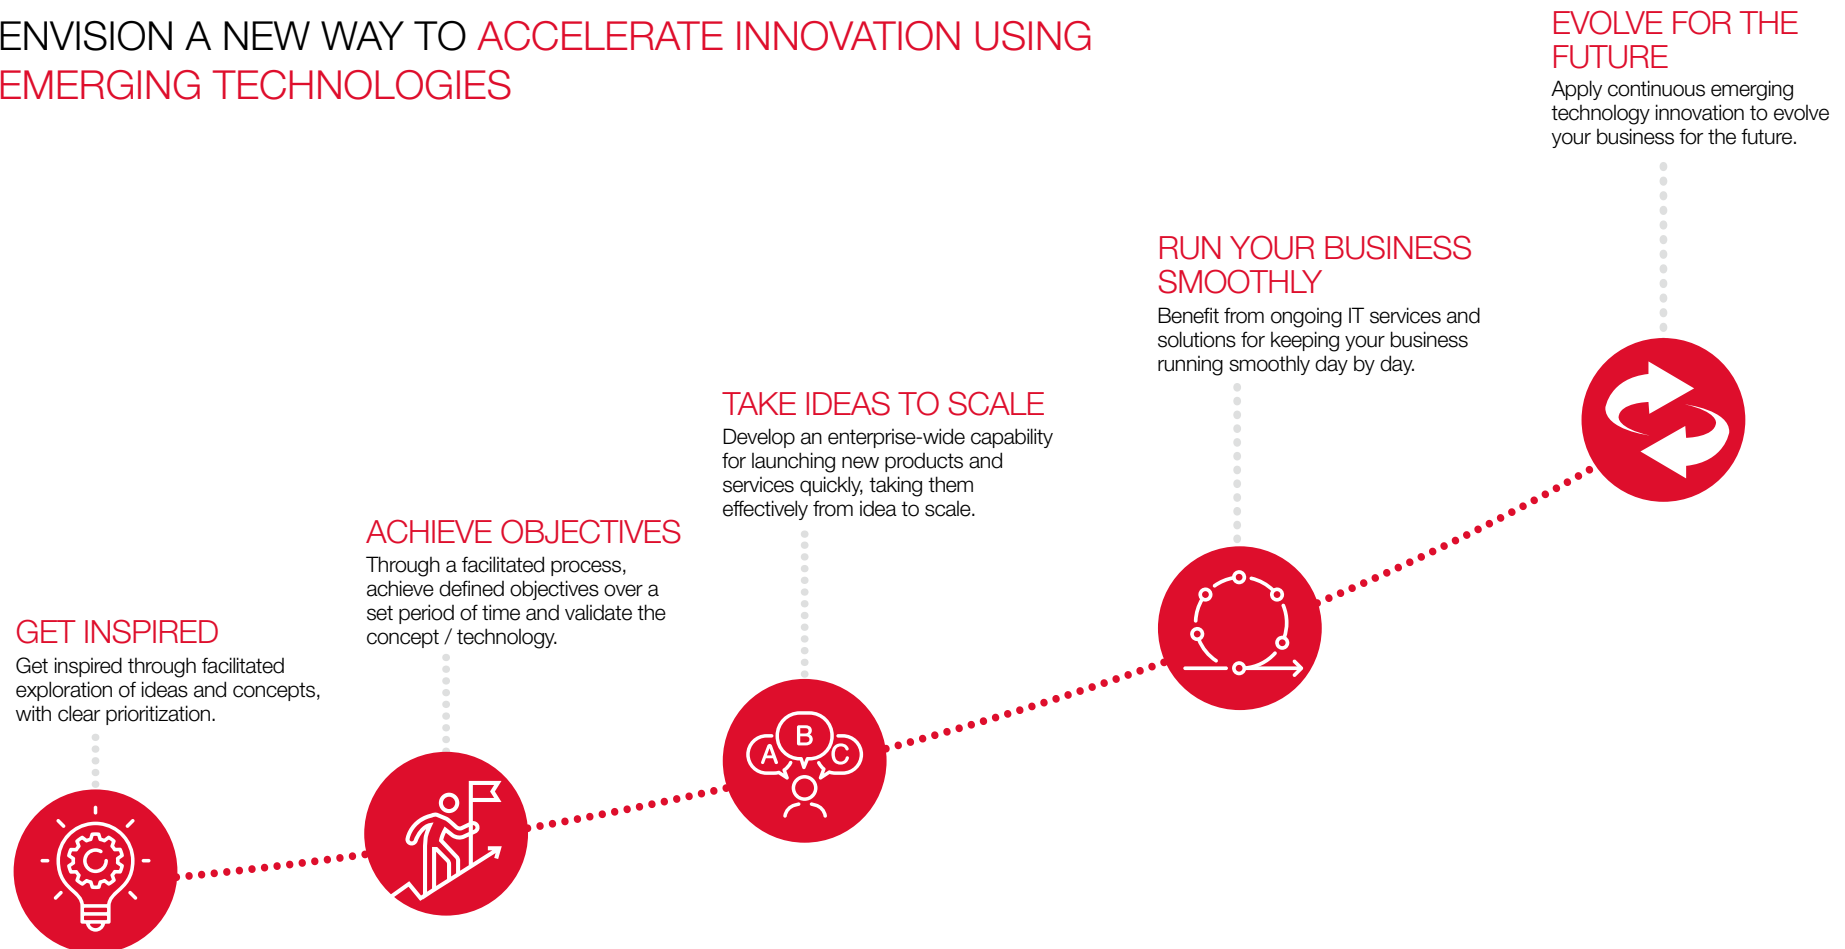 ENVISION A NEW WAY TO ACCELERATE INNOVATION USING
EMERGING TECHNOLOGIES
GET INSPIRED
Get inspired through facilitated
exploration of ideas and concepts,
with clear prioritization.
ACHIEVE OBJECTIVES
Through a facilitated process,
achieve defined objectives over a
set period of time and validate the
concept / technology.
TAKE IDEAS TO SCALE
Develop an enterprise-wide capability
for launching new products and
services quickly, taking them
effectively from idea to scale.
A B C
RUN YOUR BUSINESS
SMOOTHLY
Benefit from ongoing IT services and
solutions for keeping your business
running smoothly day by day.
EVOLVE FOR THE
FUTURE
Apply continuous emerging
technology innovation to evolve
your business for the future.